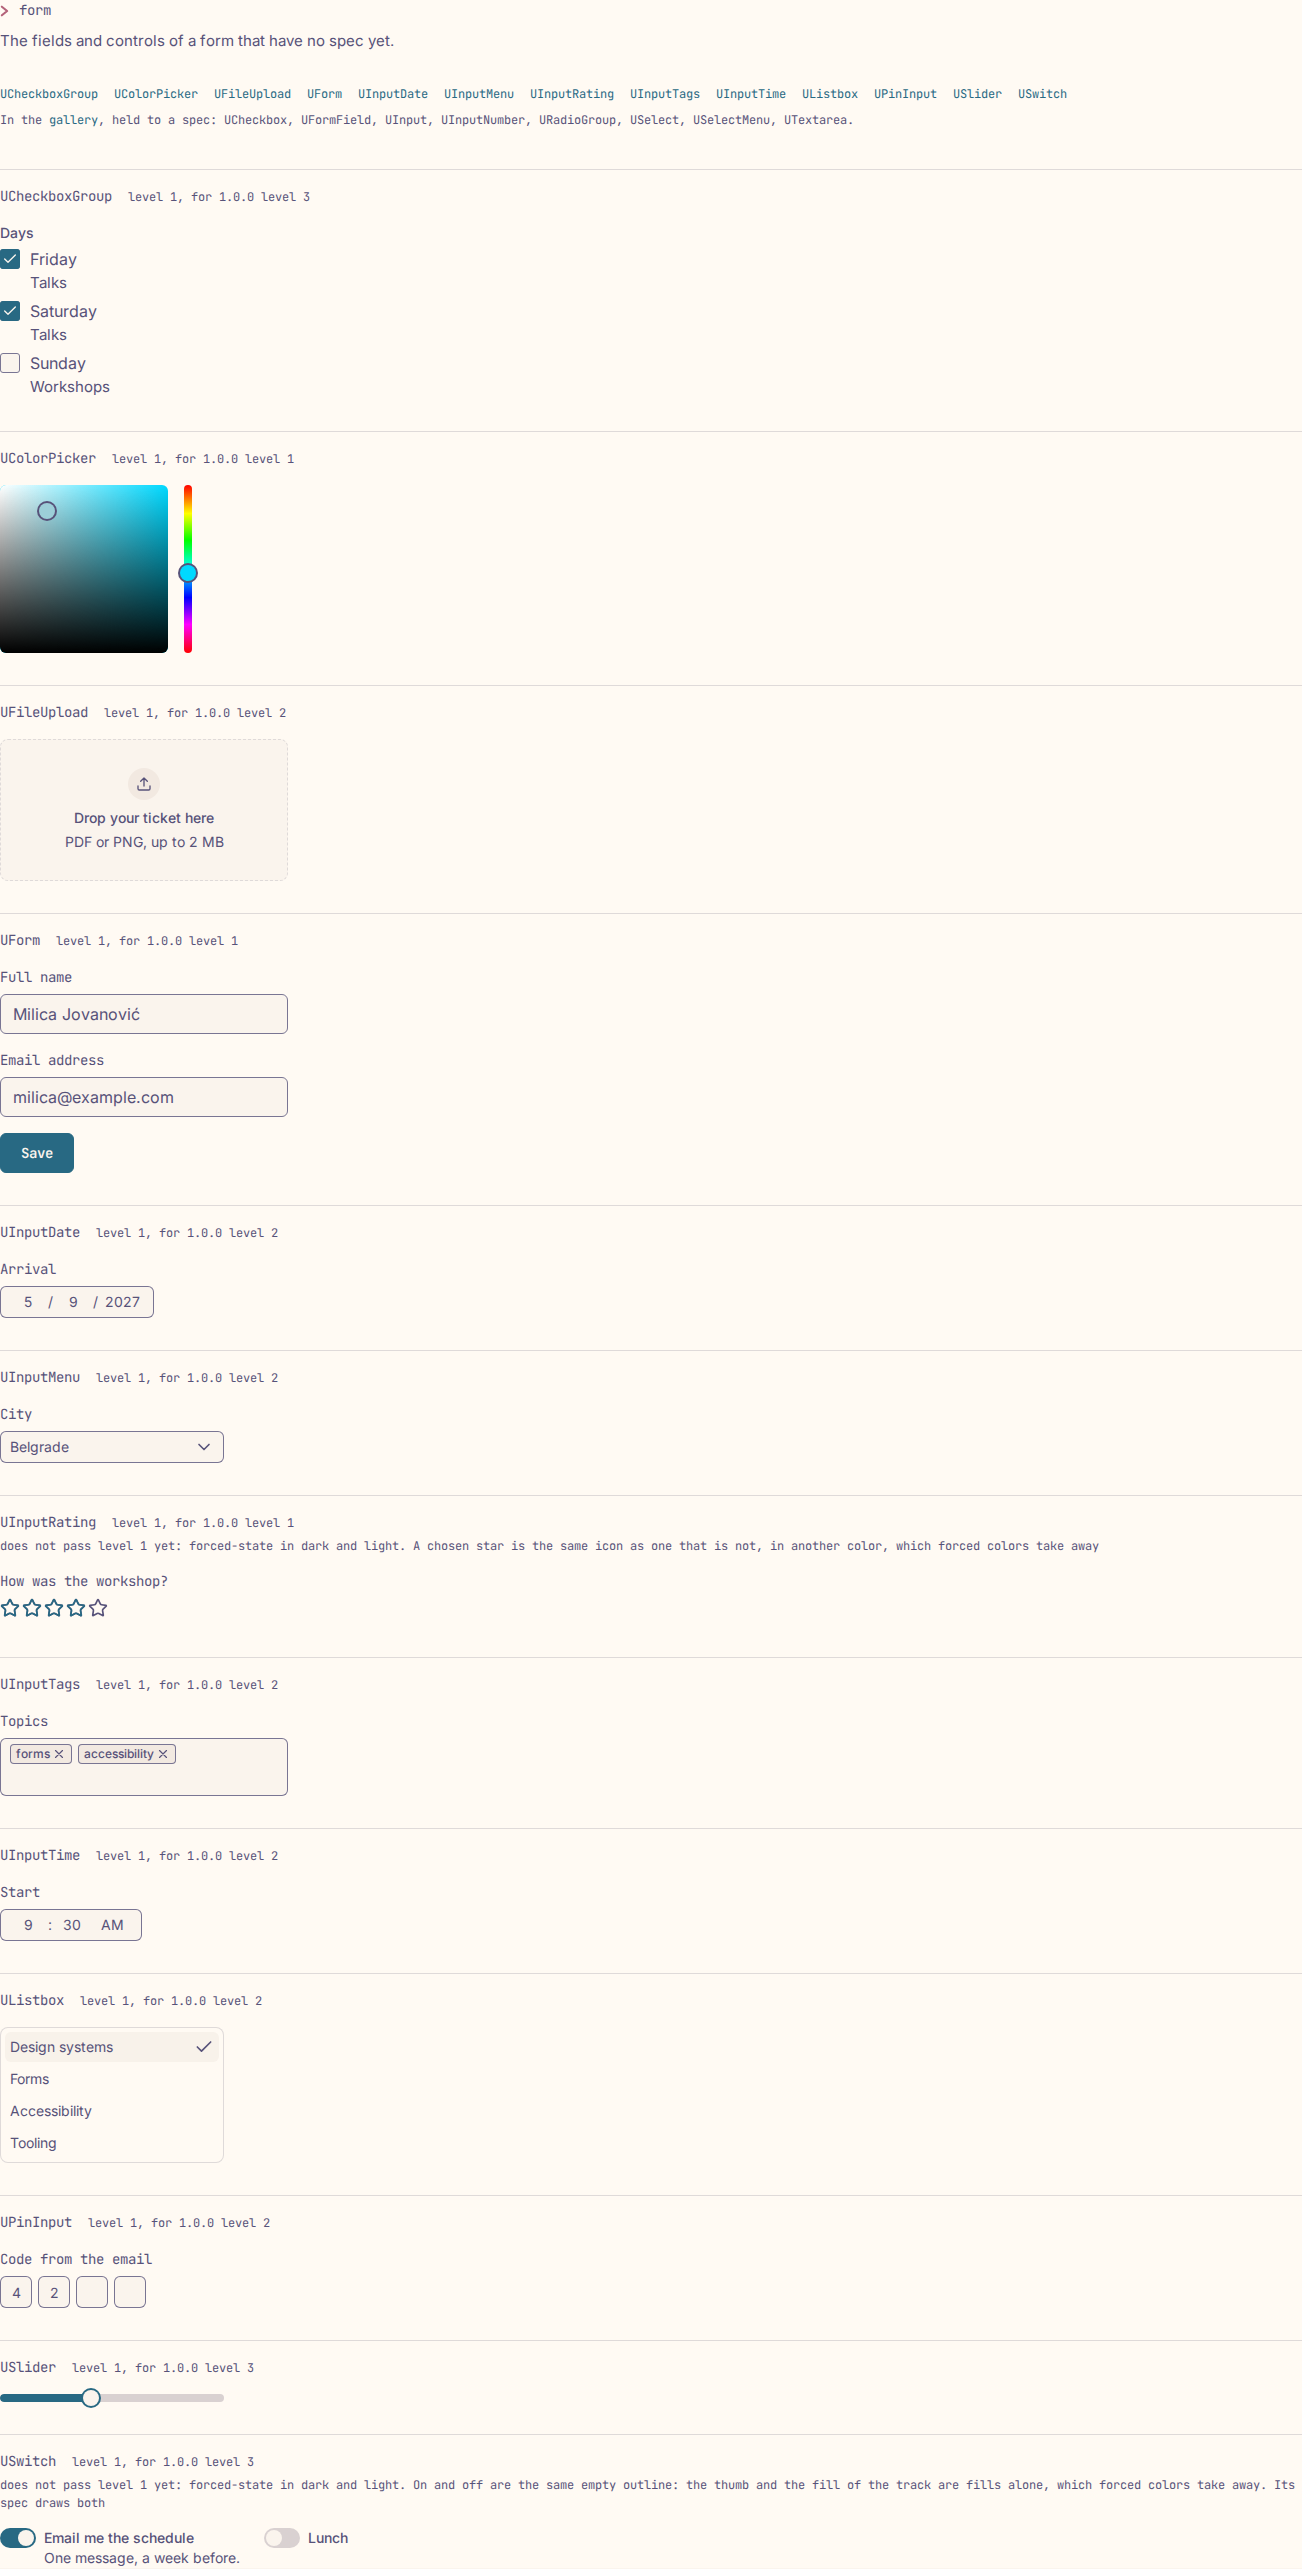 form
The fields and controls of a form that have no spec yet.
UCheckboxGroup UColorPicker UFileUpload UForm UInputDate UInputMenu UInputRating UInputTags UInputTime UListbox UPinInput USlider USwitch
In the gallery, held to a spec: UCheckbox, UFormField, UInput, UInputNumber, URadioGroup, USelect, USelectMenu, UTextarea.
UCheckboxGroup level 1, for 1.0.0 level 3
Days
Friday
Talks
Saturday
Talks
Sunday
Workshops
UColorPicker level 1, for 1.0.0 level 1
UFileUpload level 1, for 1.0.0 level 2
Drop your ticket here
PDF or PNG, up to 2 MB
UForm level 1, for 1.0.0 level 1
Full name
Milica Jovanović
Email address
milica@example.com
Save
UInputDate level 1, for 1.0.0 level 2
Arrival
5 / 9 / 2027
UInputMenu level 1, for 1.0.0 level 2
City
Belgrade
UInputRating level 1, for 1.0.0 level 1
does not pass level 1 yet: forced-state in dark and light. A chosen star is the same icon as one that is not, in another color, which forced colors take away
How was the workshop?
UInputTags level 1, for 1.0.0 level 2
Topics
forms accessibility
UInputTime level 1, for 1.0.0 level 2
Start
9 : 30 AM
UListbox level 1, for 1.0.0 level 2
Design systems
Forms
Accessibility
Tooling
UPinInput level 1, for 1.0.0 level 2
Code from the email
4 2
USlider level 1, for 1.0.0 level 3
USwitch level 1, for 1.0.0 level 3
does not pass level 1 yet: forced-state in dark and light. On and off are the same empty outline: the thumb and the fill of the track are fills alone, which forced colors take away. Its
spec draws both
Email me the schedule Lunch
One message, a week before.